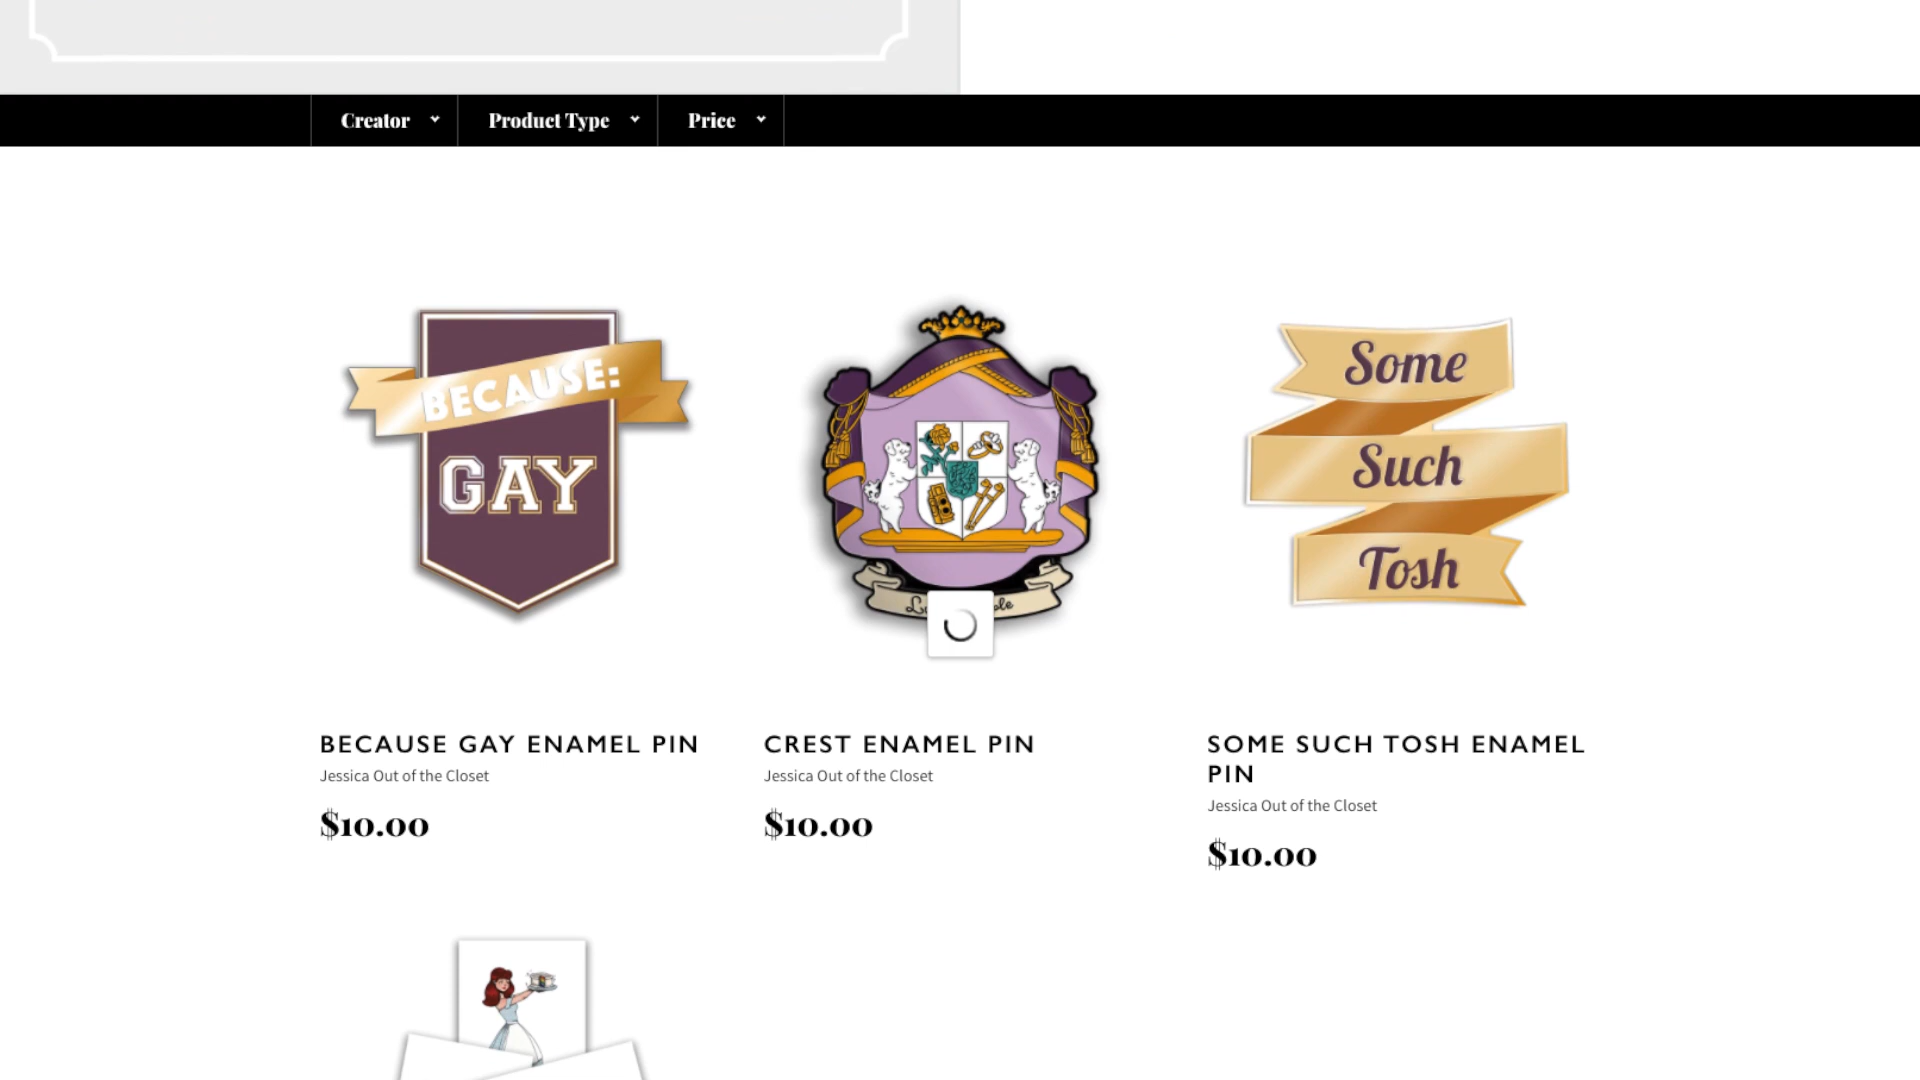 Creator
Product Type
Price
BECAUSE:
GAY
Some
Such
Tosh
BECAUSE GAY ENAMEL PIN
Jessica Out of the Closet
$10.00
CREST ENAMEL PIN
Jessica Out of the Closet
$10.00
SOME SUCH TOSH ENAMEL
PIN
Jessica Out of the Closet
$10.00